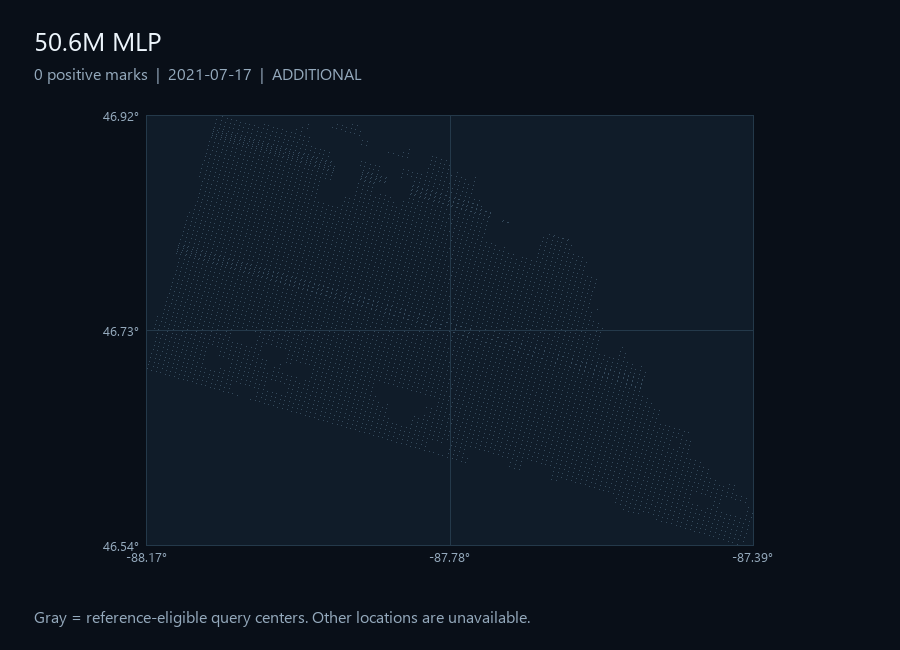 50.6M MLP
0 positive marks | 2021-07-17 | ADDITIONAL
46.92°
46.73°
46.54°
-88.17° -87.78° -87.39°
Gray = reference-eligible query centers. Other locations are unavailable.